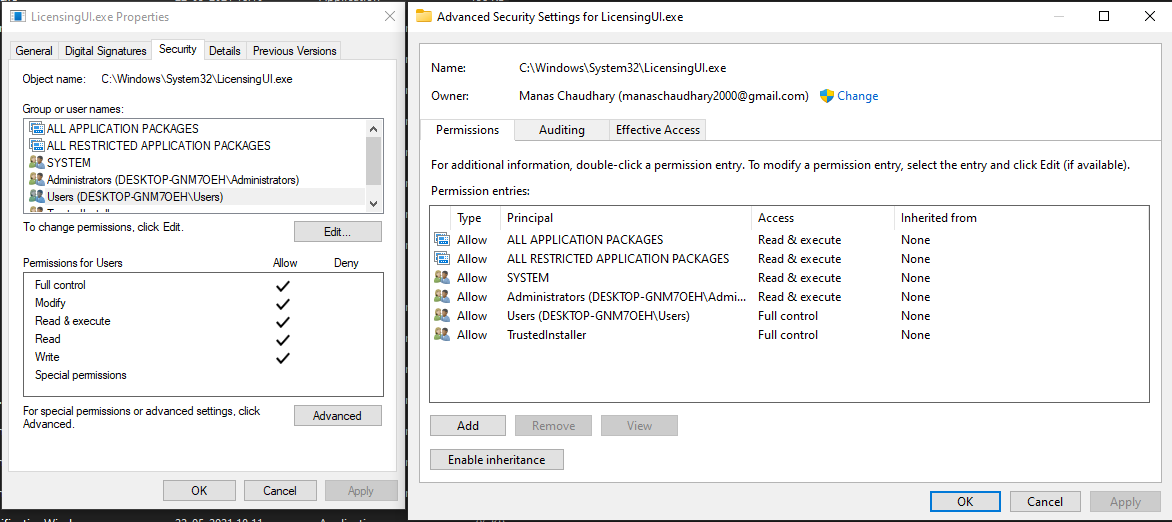 LicensingUI.exe Properties
General
Digital Signatures
Security
Details
Previous Versions
Object name: C:\Windows\System32\LicensingUI.exe
Group or user names:
ALL APPLICATION PACKAGES
ALL RESTRICTED APPLICATION PACKAGES
SYSTEM
Administrators (DESKTOP-GNM7OEH\Administrators)
Users (DESKTOP-GNM7OEH\Users)
To change permissions, click Edit.
Edit...
Permissions for Users Allow Deny
Full control
Modify
Read & execute
Read
Write
Special permissions
For special permissions or advanced settings, click
Advanced.
Advanced
OK
Cancel
Apply
Advanced Security Settings for LicensingUI.exe
Name: C:\Windows\System32\LicensingUI.exe
Owner: Manas Chaudhary (manaschaudhary2000@gmail.com) Change
Permissions
Auditing
Effective Access
For additional information, double-click a permission entry. To modify a permission entry, select the entry and click Edit (if available).
Permission entries:
Type Principal Access Inherited from
Allow ALL APPLICATION PACKAGES Read & execute None
Allow ALL RESTRICTED APPLICATION PACKAGES Read & execute None
Allow SYSTEM Read & execute None
Allow Administrators (DESKTOP-GNM7OEH\Admi... Read & execute None
Allow Users (DESKTOP-GNM7OEH\Users) Full control None
Allow TrustedInstaller Full control None
Add
Remove
View
Enable inheritance
OK
Cancel
Apply